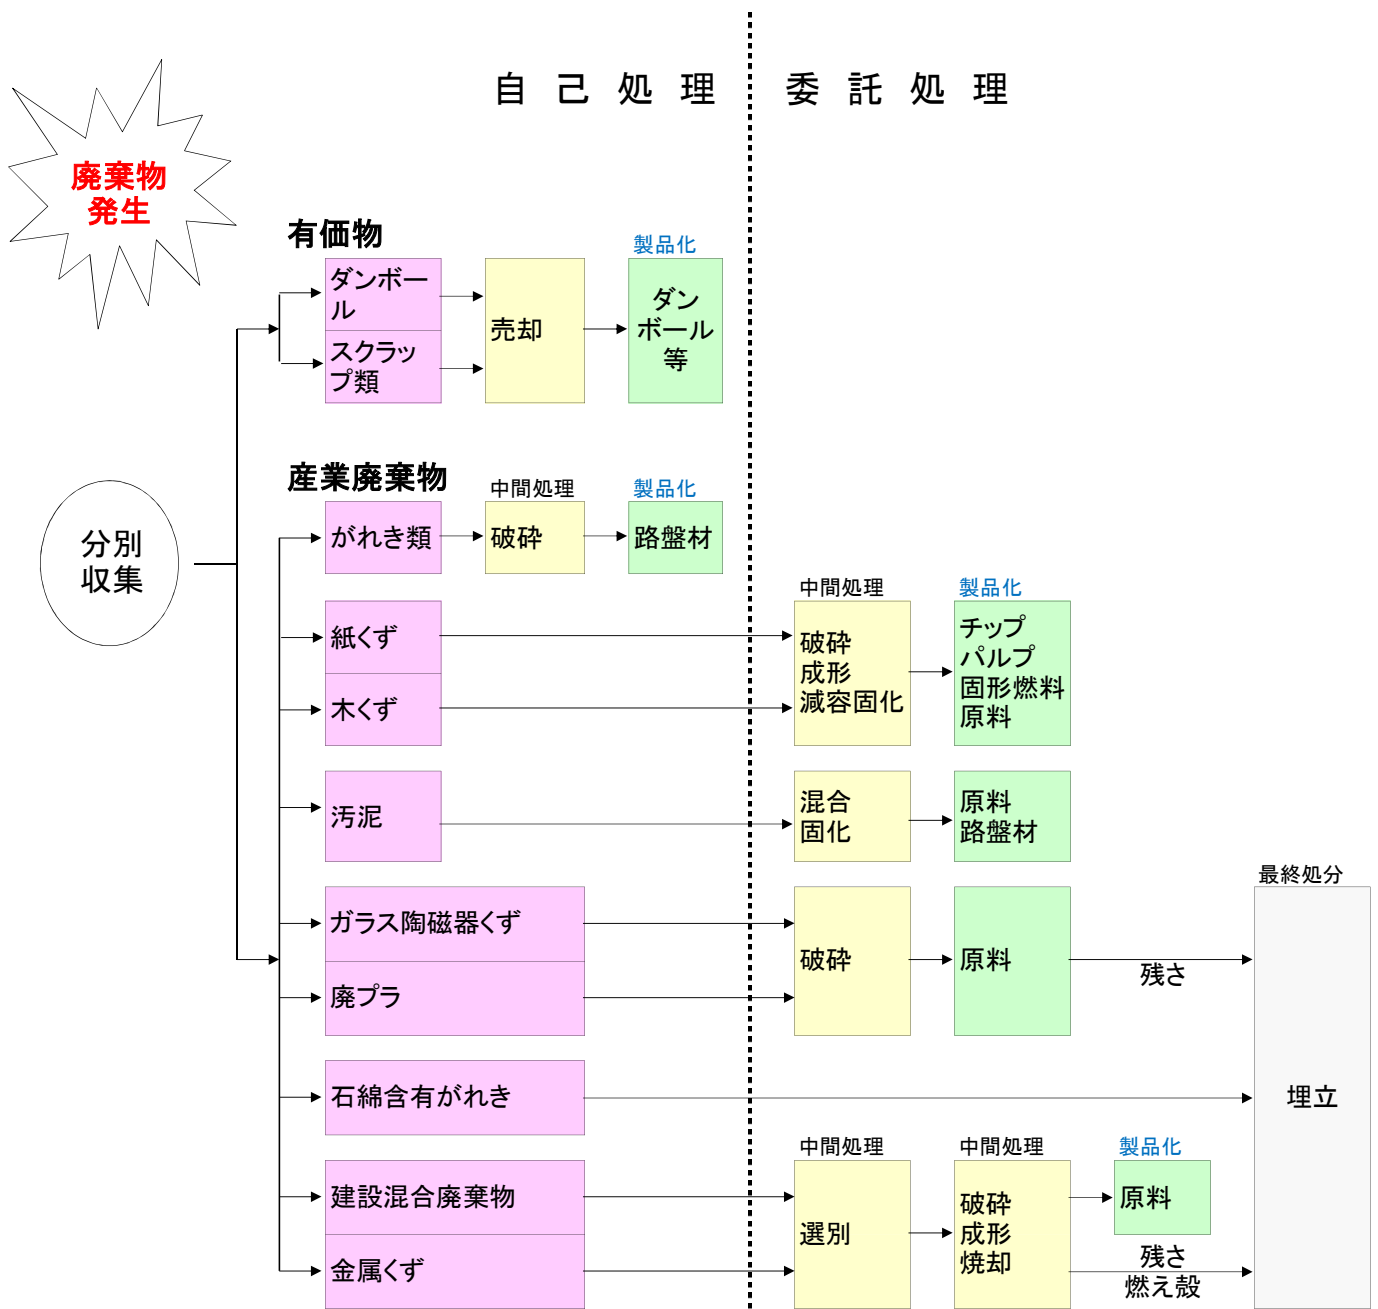 自己処理
委託処理
廃棄物
発生
有価物
製品化
ダンボー
ル
スクラッ
プ類
売却
ダン
ボール
等
産業廃棄物
中間処理
製品化
分別
収集
がれき類
破砕
路盤材
中間処理
製品化
紙くず
木くず
破砕
成形
減容固化
チップ
パルプ
固形燃料
原料
汚泥
混合
固化
原料
路盤材
最終処分
ガラス陶磁器くず
廃プラ
破砕
原料
残さ
石綿含有がれき
埋立
中間処理
中間処理
製品化
建設混合廃棄物
金属くず
選別
破砕
成形
焼却
原料
残さ
燃え殻